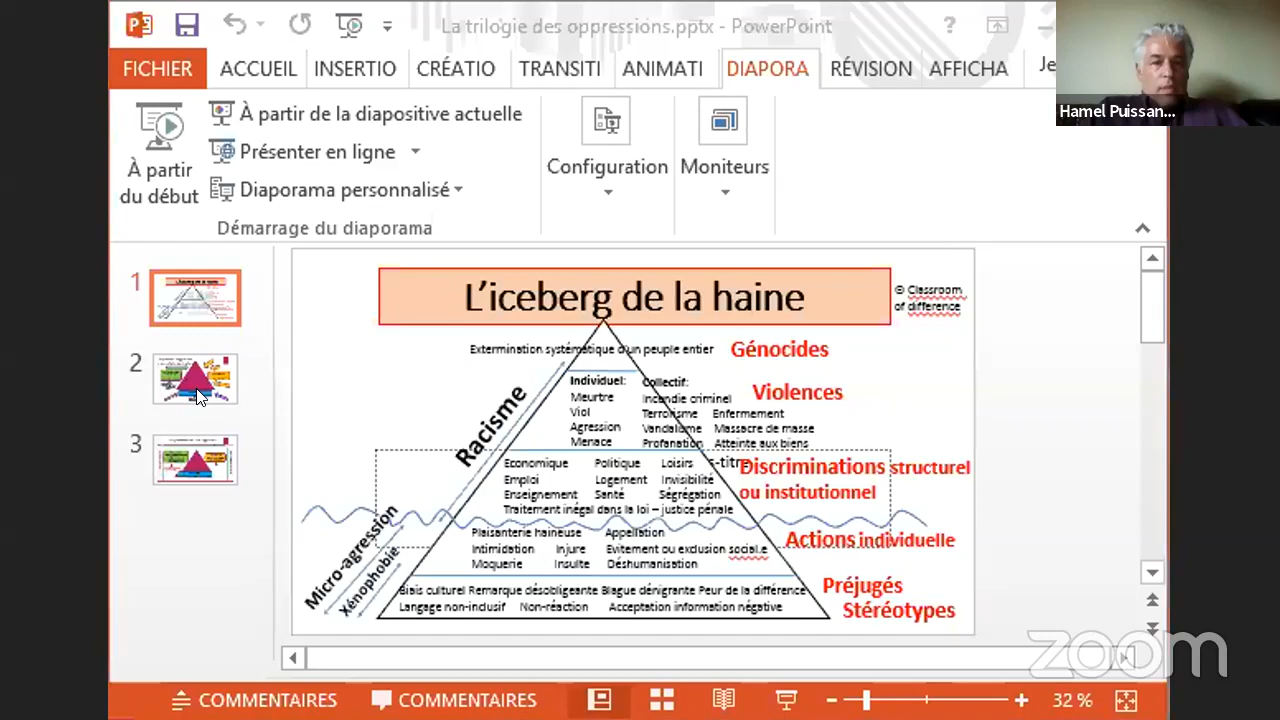 La trilogie des oppressions.pptx - PowerPoint
?
FICHIER ACCUEIL INSERTIO CRÉATIO TRANSITI ANIMATI DIAPORA RÉVISION AFFICHA Je
Hamel Puissan...
À partir
du début
À partir de la diapositive actuelle
Présenter en ligne
Diaporama personnalisé
Configuration
Moniteurs
Démarrage du diaporama
1
2
3
L'iceberg de la haine
© Classroom
of difference
Extermination systématique d'un peuple entier
Génocides
Individuel:
Meurtre
Viol
Agression
Menace
Collectif:
Incendie criminel
Terrorisme Enfermement
Vandalisme Massacre de masse
Profanation Atteinte aux biens
Violences
Racisme
Economique Politique Loisirs
Emploi Logement Invisibilité
Enseignement Santé Ségrégation
Traitement inégal dans la loi – justice pénale
s-titre
Discriminations structurel
ou institutionnel
Plaisanterie haineuse Appellation
Intimidation Injure Evitement ou exclusion social.e
Moquerie Insulte Déshumanisation
Actions individuelle
Micro-agression
Xénophobie
Biais culturel Remarque désobligeante Blague dénigrante Peur de la différence
Langage non-inclusif Non-réaction Acceptation information négative
Préjugés
Stéréotypes
zoom
COMMENTAIRES COMMENTAIRES 32 %